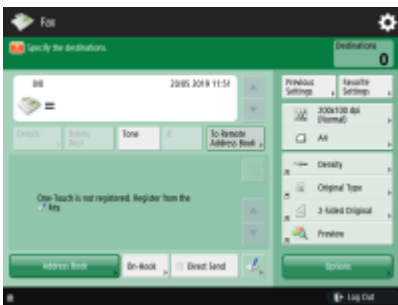 Fax
Specify the destinations.
Destinations
0
20/05 2019 11:51
Previous Settings
Favorite Settings
=
200x100 dpi
(Normal)
A4
Details
Delete Dest.
Tone
R
To Remote
Address Book
Density
Original Type
2-Sided Original
Preview
One-Touch is not registered. Register from the
key.
Address Book
On-Hook
Direct Send
Options
Log Out